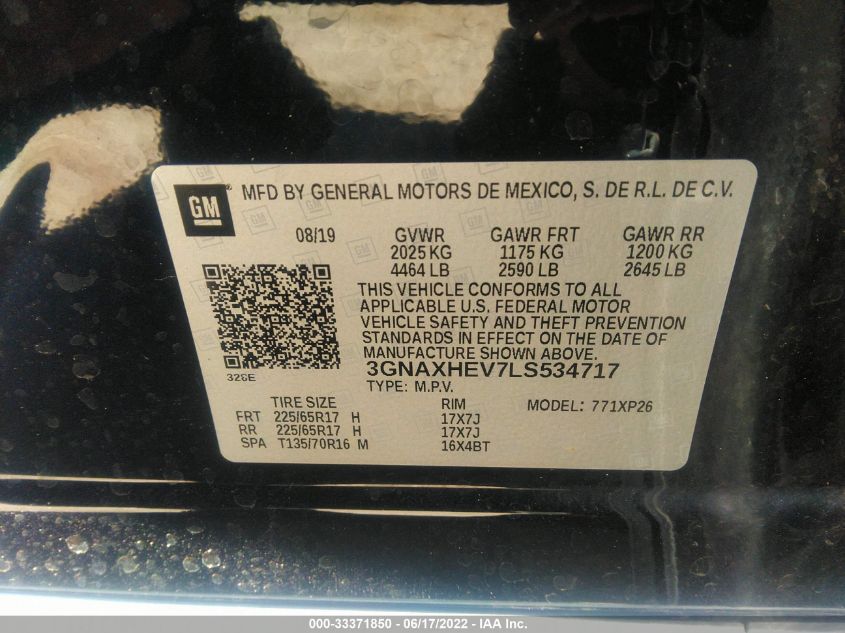 GM
MFD BY GENERAL MOTORS DE MEXICO, S. DE R.L. DE C.V.
08/19 GVWR GAWR FRT GAWR RR
2025 KG 1175 KG 1200 KG
4464 LB 2590 LB 2645 LB
THIS VEHICLE CONFORMS TO ALL
APPLICABLE U.S. FEDERAL MOTOR
VEHICLE SAFETY AND THEFT PREVENTION
STANDARDS IN EFFECT ON THE DATE OF
MANUFACTURE SHOWN ABOVE.
3GNAXHEV7LS534717
326E
TYPE: M.P.V.
TIRE SIZE RIM MODEL: 771XP26
FRT 225/65R17 H 17X7J
RR 225/65R17 H 17X7J
SPA T135/70R16 M 16X4BT
000-33371850 - 06/17/2022 - IAA Inc.